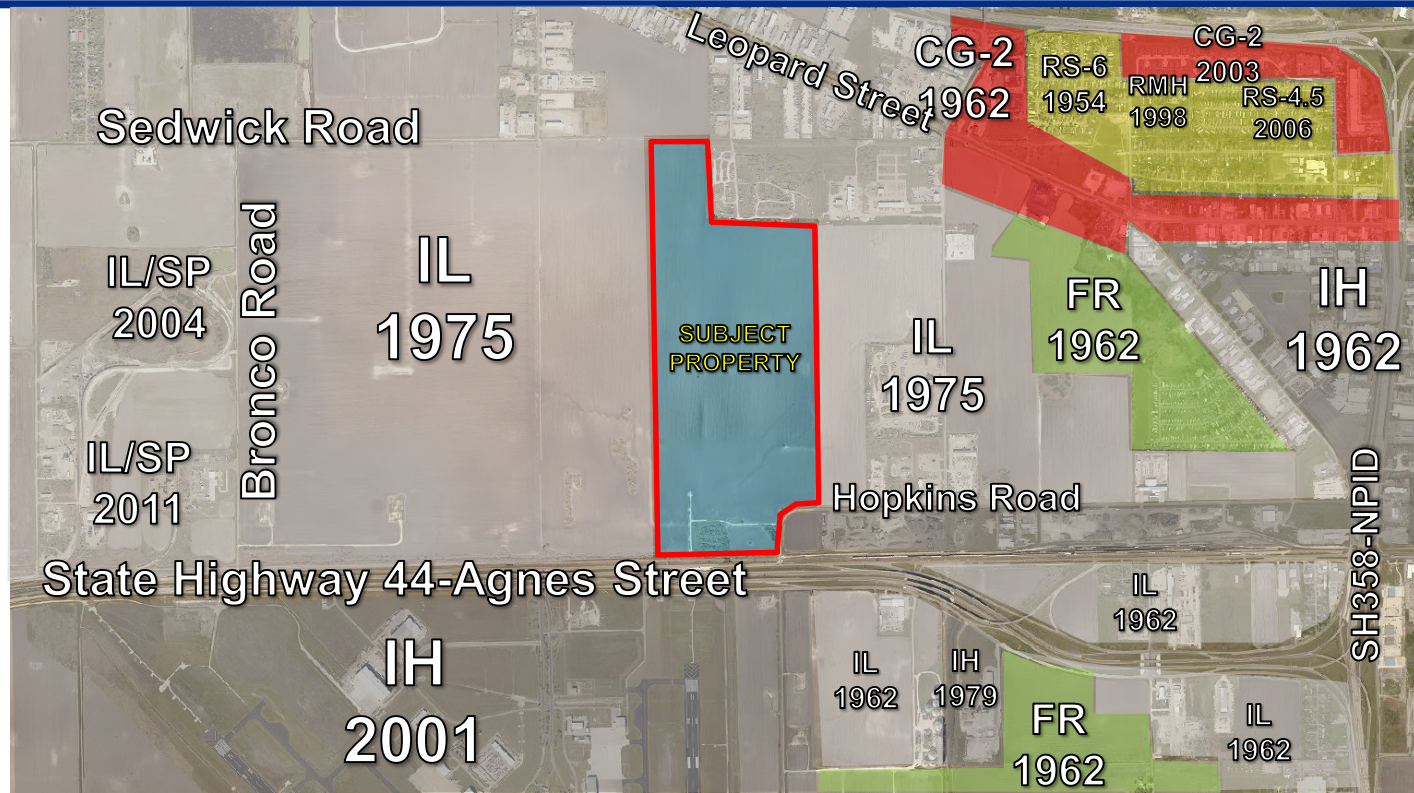 Leopard Street
CG-2
1962
RS-6
1954
CG-2
2003
RMH
1998
RS-4.5
2006
Sedwick Road
IL/SP
2004
Bronco Road
IL
1975
SUBJECT
PROPERTY
IL
1975
FR
1962
IH
1962
IL/SP
2011
Hopkins Road
SH358-NPID
State Highway 44-Agnes Street
IL
1962
IH
2001
IL
1962
IH
1979
FR
1962
IL
1962